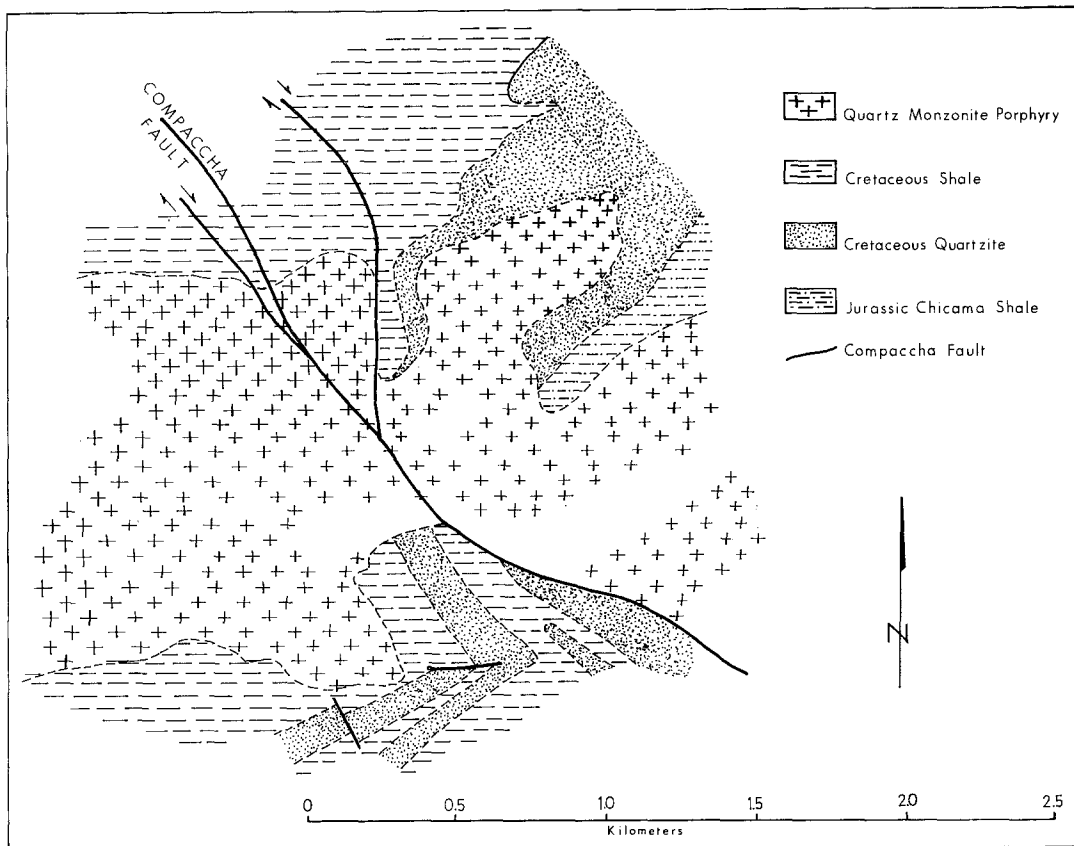 COMPACCHA
FAULT
Quartz Monzonite Porphyry
Cretaceous Shale
Cretaceous Quartzite
Jurassic Chicama Shale
Compaccha Fault
N
0 0.5 1.0 1.5 2.0 2.5
Kilometers